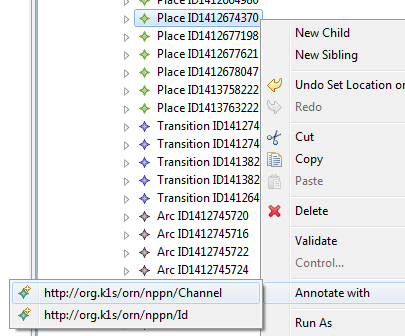 Place ID1412674370
Place ID1412677198
Place ID1412677621
Place ID1412678047
Place ID1413758222
Place ID1413763222
Transition ID141274
Transition ID141274
Transition ID141382
Transition ID141382
Transition ID141264
Arc ID1412745720
Arc ID1412745716
Arc ID1412745722
Arc ID1412745724
New Child
New Sibling
Undo Set Location or
Redo
Cut
Copy
Paste
Delete
Validate
Control...
Annotate with
Run As
http://org.k1s/orn/nppn/Channel
http://org.k1s/orn/nppn/Id